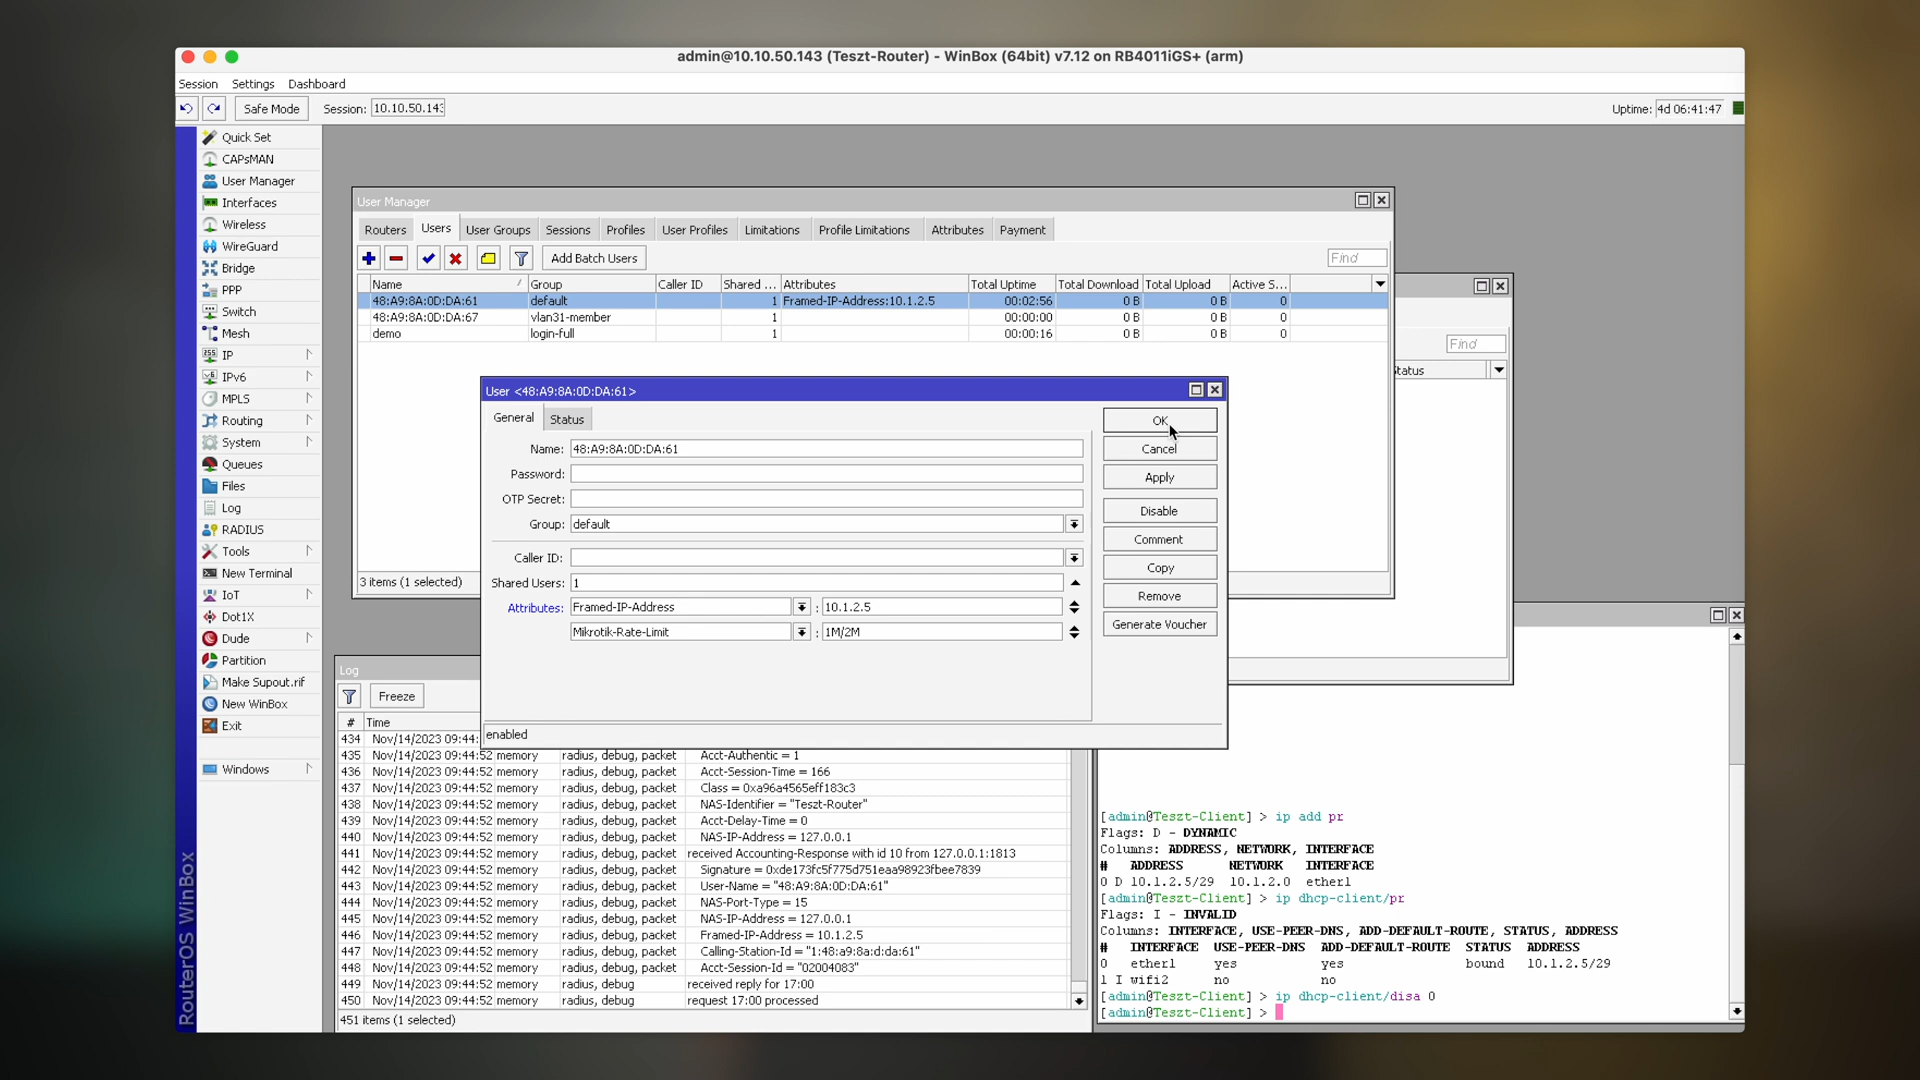 admin@10.10.50.143 (Teszt-Router) - WinBox (64bit) v7.12 on RB4011iGS+ (arm)
Session Settings Dashboard
Safe Mode Session: 10.10.50.143 Uptime: 4d 06:41:47
Quick Set
CAPsMAN
User Manager
Interfaces
Wireless
WireGuard
Bridge
PPP
Switch
Mesh
IP
IPv6
MPLS
Routing
System
Queues
Files
Log
RADIUS
Tools
New Terminal
IoT
Dot1X
Dude
Partition
Make Supout.rif
New WinBox
Exit
Windows
RouterOS WinBox
User Manager
Routers Users User Groups Sessions Profiles User Profiles Limitations Profile Limitations Attributes Payment
Add Batch Users Find
Name / Group Caller ID Shared ... Attributes Total Uptime Total Download Total Upload Active S...
48:A9:8A:0D:DA:61 default 1 Framed-IP-Address:10.1.2.5 00:02:56 0 B 0 B 0
48:A9:8A:0D:DA:67 vlan31-member 1 00:00:00 0 B 0 B 0
demo login-full 1 00:00:16 0 B 0 B 0
3 items (1 selected)
Find
Status
User <48:A9:8A:0D:DA:61>
General Status
Name: 48:A9:8A:0D:DA:61
Password:
OTP Secret:
Group: default
Caller ID:
Shared Users: 1
Attributes: Framed-IP-Address : 10.1.2.5
Mikrotik-Rate-Limit : 1M/2M
enabled
OK
Cancel
Apply
Disable
Comment
Copy
Remove
Generate Voucher
Log
Freeze
# Time
434 Nov/14/2023 09:44:
435 Nov/14/2023 09:44:52 memory radius, debug, packet Acct-Authentic = 1
436 Nov/14/2023 09:44:52 memory radius, debug, packet Acct-Session-Time = 166
437 Nov/14/2023 09:44:52 memory radius, debug, packet Class = 0xa96a4565eff183c3
438 Nov/14/2023 09:44:52 memory radius, debug, packet NAS-Identifier = "Teszt-Router"
439 Nov/14/2023 09:44:52 memory radius, debug, packet Acct-Delay-Time = 0
440 Nov/14/2023 09:44:52 memory radius, debug, packet NAS-IP-Address = 127.0.0.1
441 Nov/14/2023 09:44:52 memory radius, debug, packet received Accounting-Response with id 10 from 127.0.0.1:1813
442 Nov/14/2023 09:44:52 memory radius, debug, packet Signature = 0xde173fc5f775d751eaa98923fbee7839
443 Nov/14/2023 09:44:52 memory radius, debug, packet User-Name = "48:A9:8A:0D:DA:61"
444 Nov/14/2023 09:44:52 memory radius, debug, packet NAS-Port-Type = 15
445 Nov/14/2023 09:44:52 memory radius, debug, packet NAS-IP-Address = 127.0.0.1
446 Nov/14/2023 09:44:52 memory radius, debug, packet Framed-IP-Address = 10.1.2.5
447 Nov/14/2023 09:44:52 memory radius, debug, packet Calling-Station-Id = "1:48:a9:8a:d:da:61"
448 Nov/14/2023 09:44:52 memory radius, debug, packet Acct-Session-Id = "02004083"
449 Nov/14/2023 09:44:52 memory radius, debug received reply for 17:00
450 Nov/14/2023 09:44:52 memory radius, debug request 17:00 processed
451 items (1 selected)
[admin@Teszt-Client] > ip add pr
Flags: D - DYNAMIC
Columns: ADDRESS, NETWORK, INTERFACE
# ADDRESS NETWORK INTERFACE
0 D 10.1.2.5/29 10.1.2.0 ether1
[admin@Teszt-Client] > ip dhcp-client/pr
Flags: I - INVALID
Columns: INTERFACE, USE-PEER-DNS, ADD-DEFAULT-ROUTE, STATUS, ADDRESS
# INTERFACE USE-PEER-DNS ADD-DEFAULT-ROUTE STATUS ADDRESS
0 ether1 yes yes bound 10.1.2.5/29
1 I wifi2 no no
[admin@Teszt-Client] > ip dhcp-client/disa 0
[admin@Teszt-Client] >